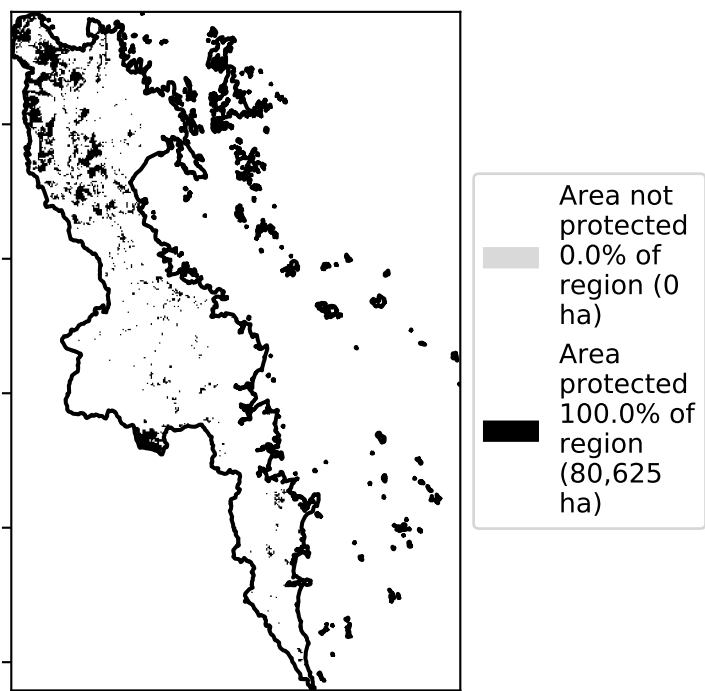 Area not
protected
0.0% of
region (0
ha)
Area
protected
100.0% of
region
(80,625
ha)